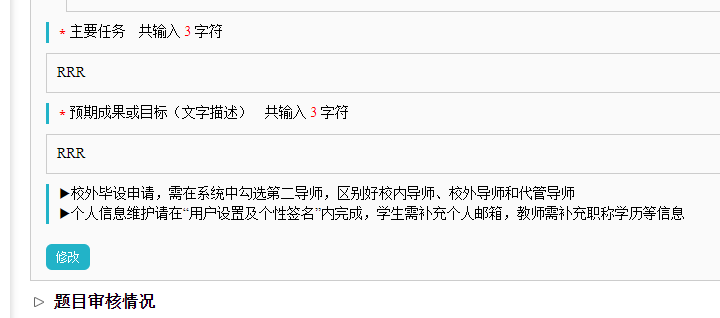 * 主要任务 共输入 3 字符
RRR
* 预期成果或目标（文字描述） 共输入 3 字符
RRR
▶校外毕设申请，需在系统中勾选第二导师，区别好校内导师、校外导师和代管导师
▶个人信息维护请在“用户设置及个性签名”内完成，学生需补充个人邮箱，教师需补充职称学历等信息
修改
题目审核情况